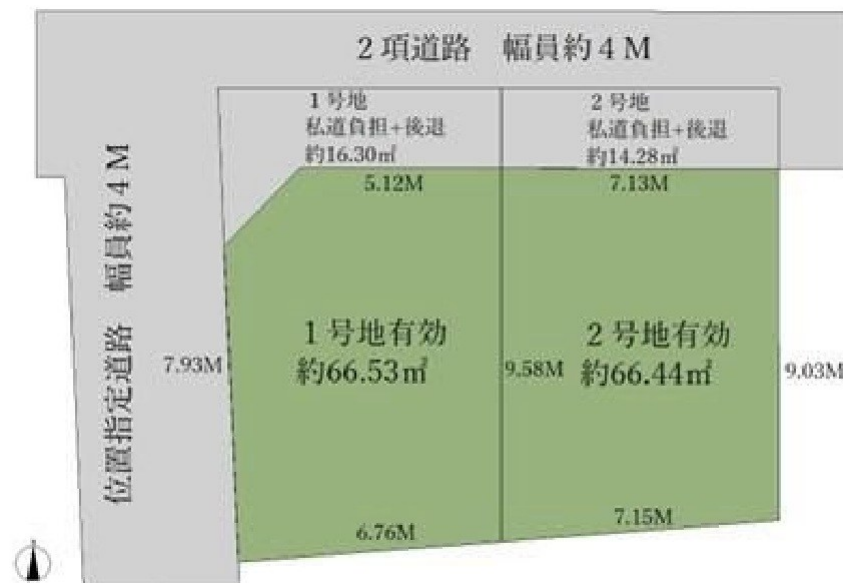 2項道路　幅員約4M
1号地
私道負担+後退
約16.30㎡
2号地
私道負担+後退
約14.28㎡
5.12M
7.13M
位置指定道路　幅員約4M
1号地有効
約66.53㎡
2号地有効
約66.44㎡
7.93M
9.58M
9.03M
6.76M
7.15M